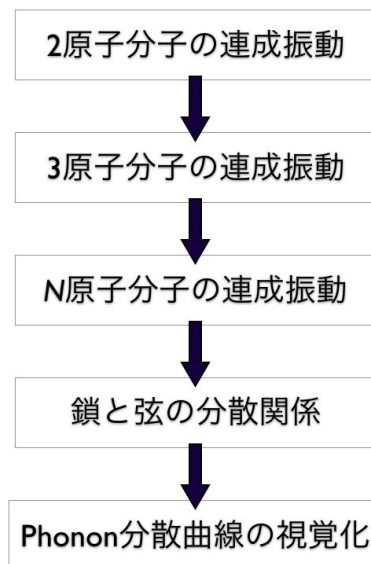 2原子分子の連成振動
3原子分子の連成振動
N原子分子の連成振動
鎖と弦の分散関係
Phonon分散曲線の視覚化